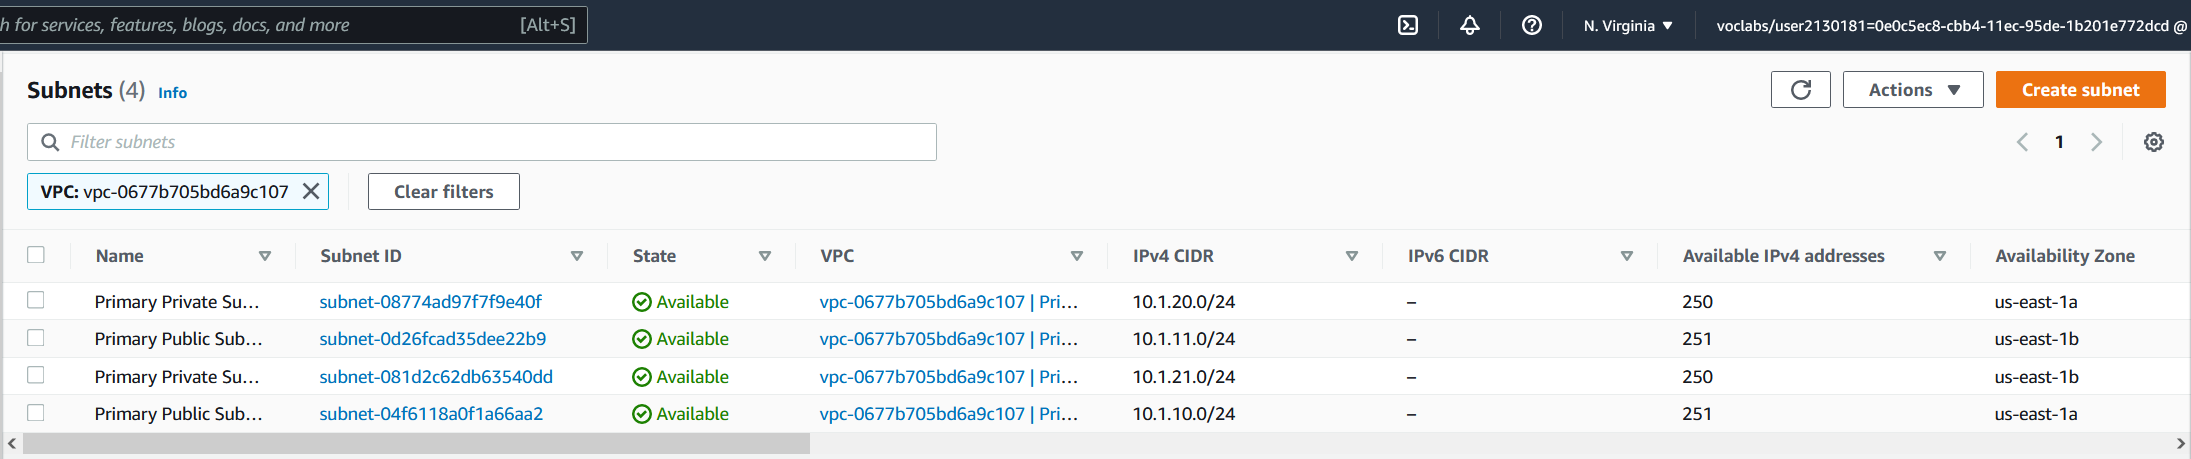 h for services, features, blogs, docs, and more [Alt+S] N. Virginia ▼ voclabs/user2130181=0e0c5ec8-cbb4-11ec-95de-1b201e772dcd @
Subnets (4) Info Actions ▼ Create subnet
Filter subnets 1
VPC: vpc-0677b705bd6a9c107 Clear filters
Name Subnet ID State VPC IPv4 CIDR IPv6 CIDR Available IPv4 addresses Availability Zone
Primary Private Su... subnet-08774ad97f7f9e40f Available vpc-0677b705bd6a9c107 | Pri... 10.1.20.0/24 – 250 us-east-1a
Primary Public Sub... subnet-0d26fcad35dee22b9 Available vpc-0677b705bd6a9c107 | Pri... 10.1.11.0/24 – 251 us-east-1b
Primary Private Su... subnet-081d2c62db63540dd Available vpc-0677b705bd6a9c107 | Pri... 10.1.21.0/24 – 250 us-east-1b
Primary Public Sub... subnet-04f6118a0f1a66aa2 Available vpc-0677b705bd6a9c107 | Pri... 10.1.10.0/24 – 251 us-east-1a